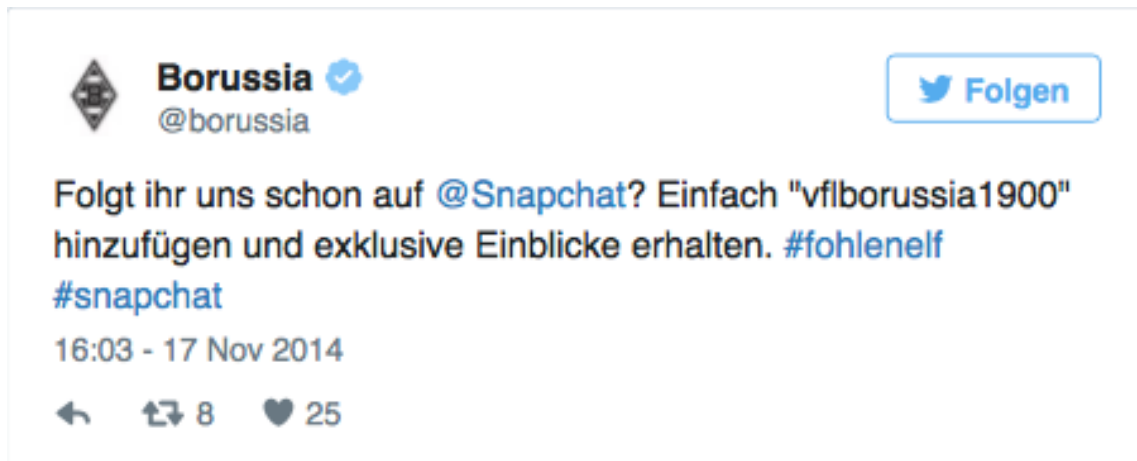 Borussia
@borussia
Folgen
Folgt ihr uns schon auf @Snapchat? Einfach "vflborussia1900"
hinzufügen und exklusive Einblicke erhalten. #fohlenelf
#snapchat
16:03 - 17 Nov 2014
8 25